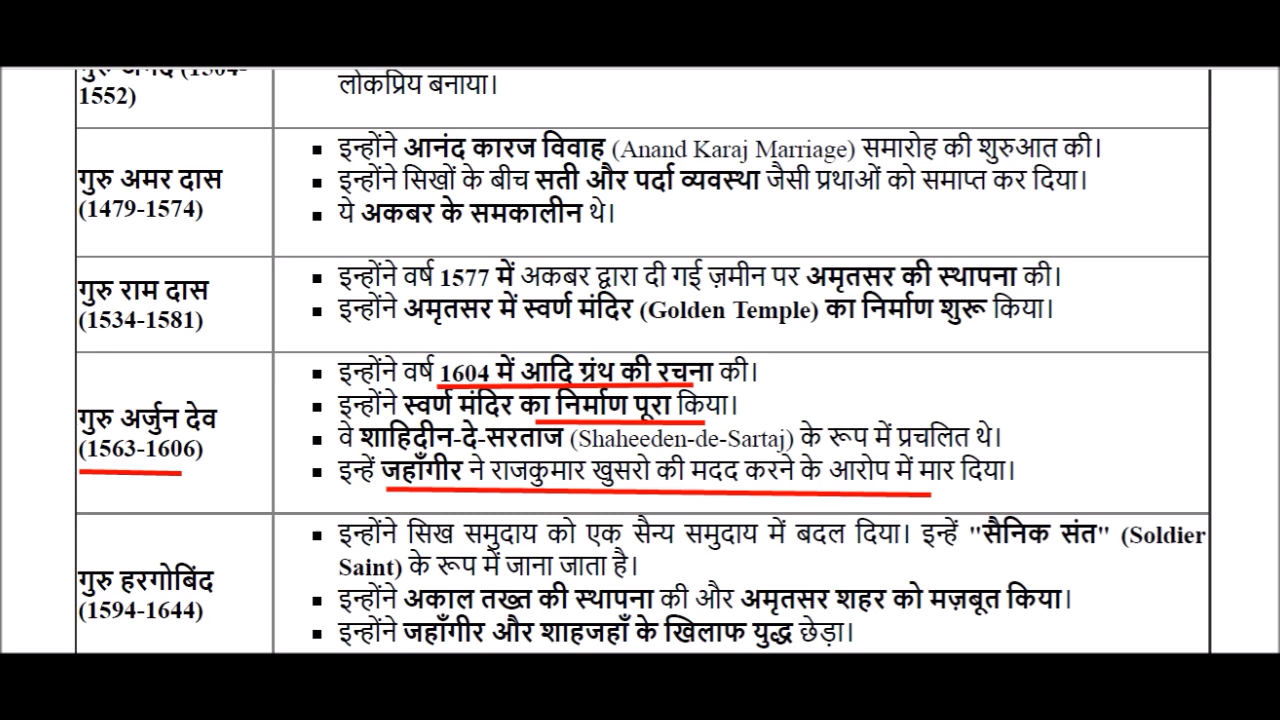 1552)
लोकप्रिय बनाया।
गुरु अमर दास
(1479-1574)
▪ इन्होंने आनंद कारज विवाह (Anand Karaj Marriage) समारोह की शुरुआत की।
▪ इन्होंने सिखों के बीच सती और पर्दा व्यवस्था जैसी प्रथाओं को समाप्त कर दिया।
▪ ये अकबर के समकालीन थे।
गुरु राम दास
(1534-1581)
▪ इन्होंने वर्ष 1577 में अकबर द्वारा दी गई ज़मीन पर अमृतसर की स्थापना की।
▪ इन्होंने अमृतसर में स्वर्ण मंदिर (Golden Temple) का निर्माण शुरू किया।
गुरु अर्जुन देव
(1563-1606)
▪ इन्होंने वर्ष 1604 में आदि ग्रंथ की रचना की।
▪ इन्होंने स्वर्ण मंदिर का निर्माण पूरा किया।
▪ वे शाहिदीन-दे-सरताज (Shaheeden-de-Sartaj) के रूप में प्रचलित थे।
▪ इन्हें जहाँगीर ने राजकुमार खुसरो की मदद करने के आरोप में मार दिया।
गुरु हरगोबिंद
(1594-1644)
▪ इन्होंने सिख समुदाय को एक सैन्य समुदाय में बदल दिया। इन्हें "सैनिक संत" (Soldier
Saint) के रूप में जाना जाता है।
▪ इन्होंने अकाल तख्त की स्थापना की और अमृतसर शहर को मज़बूत किया।
▪ इन्होंने जहाँगीर और शाहजहाँ के खिलाफ युद्ध छेड़ा।